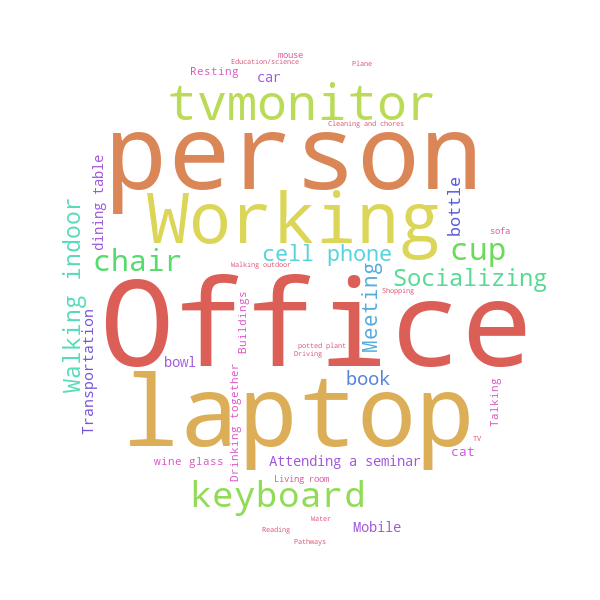 mouse
Education/science
Plane
Resting
car
tvmonitor
Cleaning and chores
person
dining table
Working
bottle
Walking indoor
sofa
cell phone
cup
chair
Walking outdoor
Socializing
Meeting
Shopping
Office
Buildings
Transportation
potted plant
Driving
bowl
book
laptop
Drinking together
Talking
TV
cat
wine glass
Attending a seminar
Living room
keyboard
Water
Mobile
Reading
Pathways